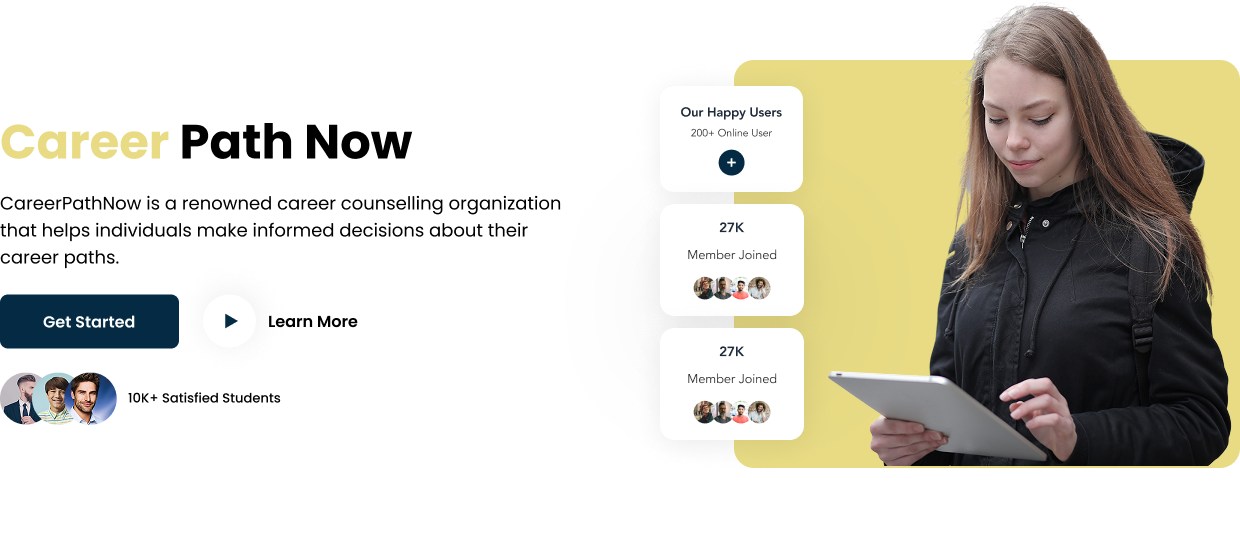 Career Path Now
CareerPathNow is a renowned career counselling organization
that helps individuals make informed decisions about their
career paths.
Get Started
Learn More
10K+ Satisfied Students
Our Happy Users
200+ Online User
+
27K
Member Joined
27K
Member Joined